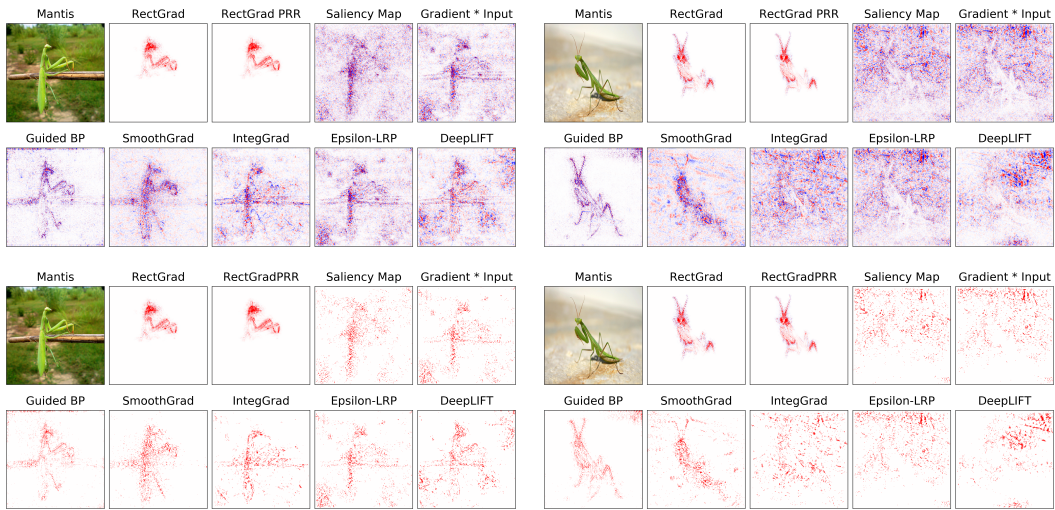 Mantis RectGrad RectGrad PRR Saliency Map Gradient * Input
Guided BP SmoothGrad IntegGrad Epsilon-LRP DeepLIFT
Mantis RectGrad RectGrad PRR Saliency Map Gradient * Input
Guided BP SmoothGrad IntegGrad Epsilon-LRP DeepLIFT
Mantis RectGrad RectGradPRR Saliency Map Gradient * Input
Guided BP SmoothGrad IntegGrad Epsilon-LRP DeepLIFT
Mantis RectGrad RectGradPRR Saliency Map Gradient * Input
Guided BP SmoothGrad IntegGrad Epsilon-LRP DeepLIFT